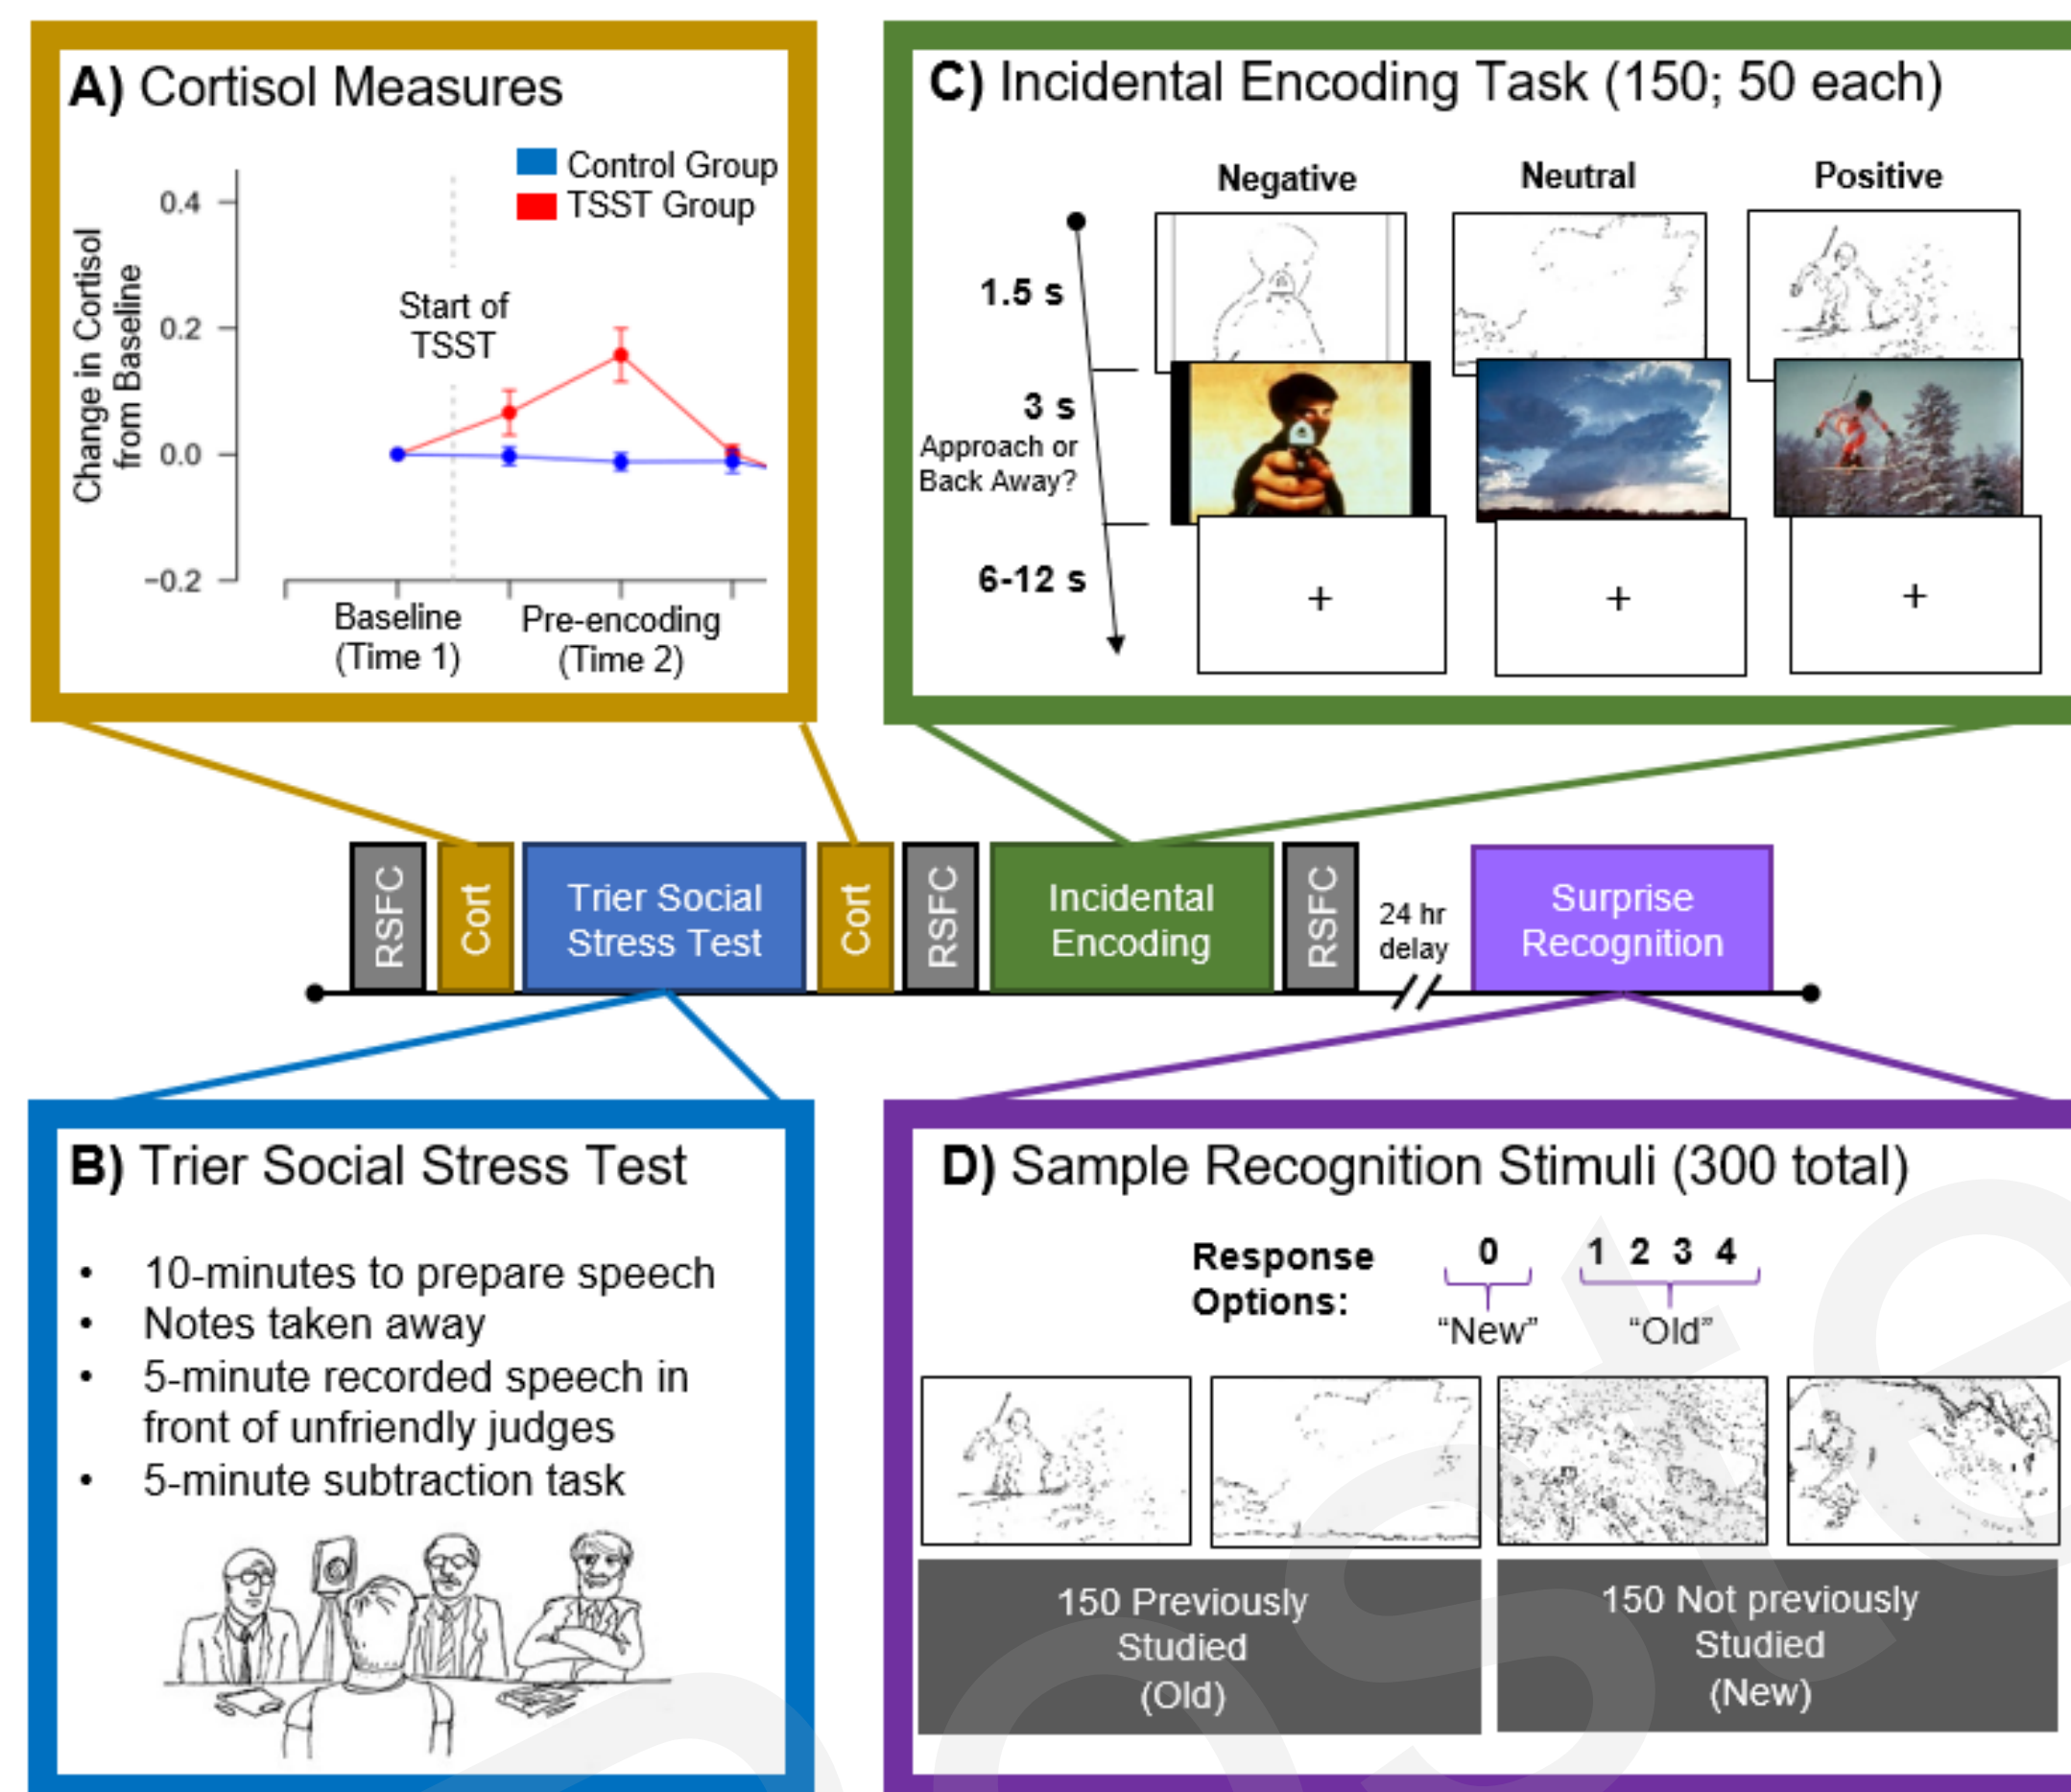 A) Cortisol Measures
Control Group
TSST Group
Change in Cortisol
from Baseline
0.4
0.2
0.0
−0.2
Start of
TSST
Baseline
(Time 1)
Pre-encoding
(Time 2)
C) Incidental Encoding Task (150; 50 each)
Negative
Neutral
Positive
1.5 s
3 s
Approach or
Back Away?
6-12 s
+
+
+
RSFC
Cort
Trier Social
Stress Test
Cort
RSFC
Incidental
Encoding
RSFC
24 hr
delay
Surprise
Recognition
B) Trier Social Stress Test
• 10-minutes to prepare speech
• Notes taken away
• 5-minute recorded speech in
front of unfriendly judges
• 5-minute subtraction task
D) Sample Recognition Stimuli (300 total)
Response
Options:
0
1 2 3 4
“New”
“Old”
150 Previously
Studied
(Old)
150 Not previously
Studied
(New)